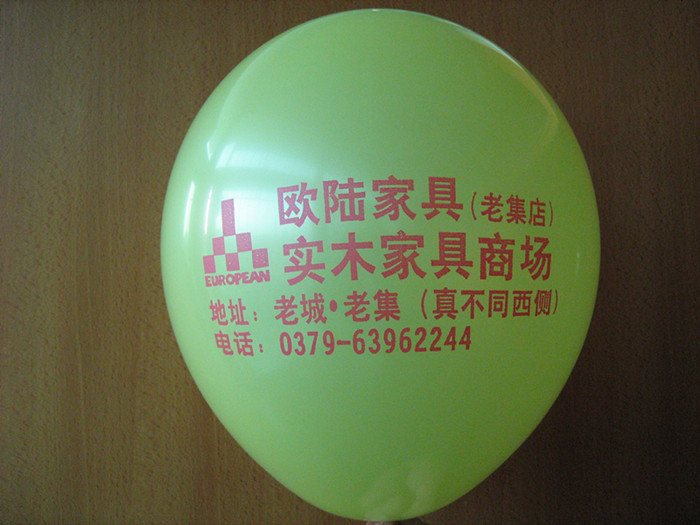 欧陆家具(老集店)
EUROPEAN
实木家具商场
地址：老城•老集（真不同西侧）
电话：0379-63962244